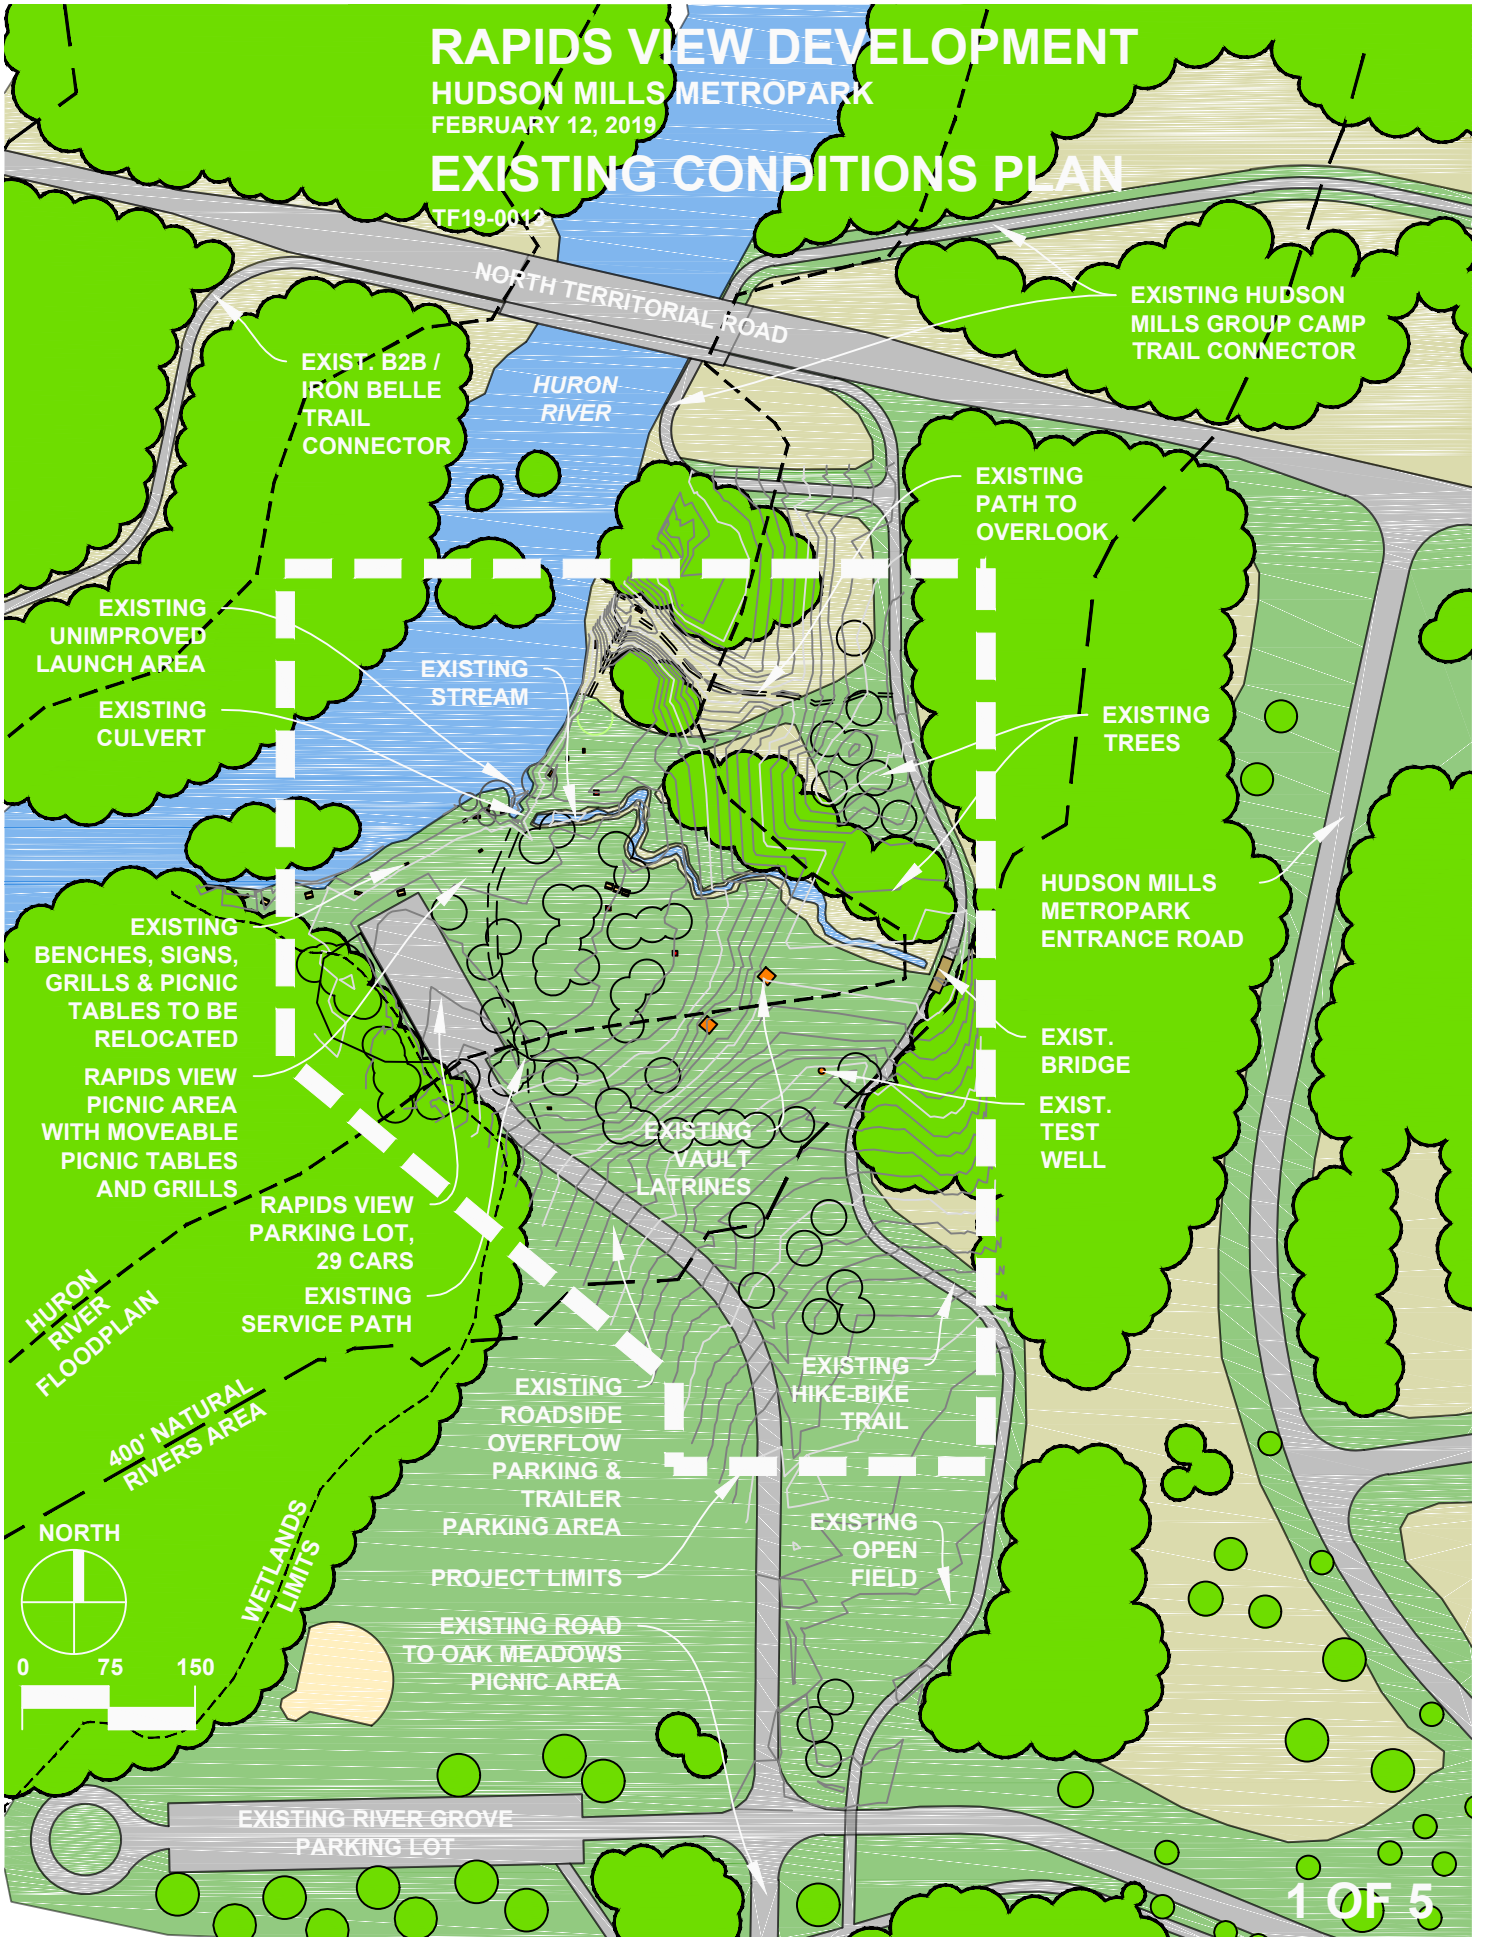 RAPIDS VIEW DEVELOPMENT
HUDSON MILLS METROPARK
FEBRUARY 12, 2019
EXISTING CONDITIONS PLAN
TF19-0013
NORTH TERRITORIAL ROAD
EXISTING HUDSON
MILLS GROUP CAMP
TRAIL CONNECTOR
EXIST. B2B /
IRON BELLE
TRAIL
CONNECTOR
HURON
RIVER
EXISTING
PATH TO
OVERLOOK
EXISTING
UNIMPROVED
LAUNCH AREA
EXISTING
STREAM
EXISTING
CULVERT
EXISTING
TREES
HUDSON MILLS
METROPARK
ENTRANCE ROAD
EXISTING
BENCHES, SIGNS,
GRILLS & PICNIC
TABLES TO BE
RELOCATED
EXIST.
BRIDGE
RAPIDS VIEW
PICNIC AREA
WITH MOVEABLE
PICNIC TABLES
AND GRILLS
EXIST.
TEST
WELL
EXISTING
VAULT
LATRINES
RAPIDS VIEW
PARKING LOT,
29 CARS
EXISTING
SERVICE PATH
HURON
RIVER
FLOODPLAIN
EXISTING
HIKE-BIKE
TRAIL
EXISTING
ROADSIDE
OVERFLOW
PARKING &
TRAILER
PARKING AREA
400' NATURAL
RIVERS AREA
WETLANDS
LIMITS
EXISTING
OPEN
FIELD
NORTH
PROJECT LIMITS
EXISTING ROAD
TO OAK MEADOWS
PICNIC AREA
0 75 150
EXISTING RIVER GROVE
PARKING LOT
1 OF 5